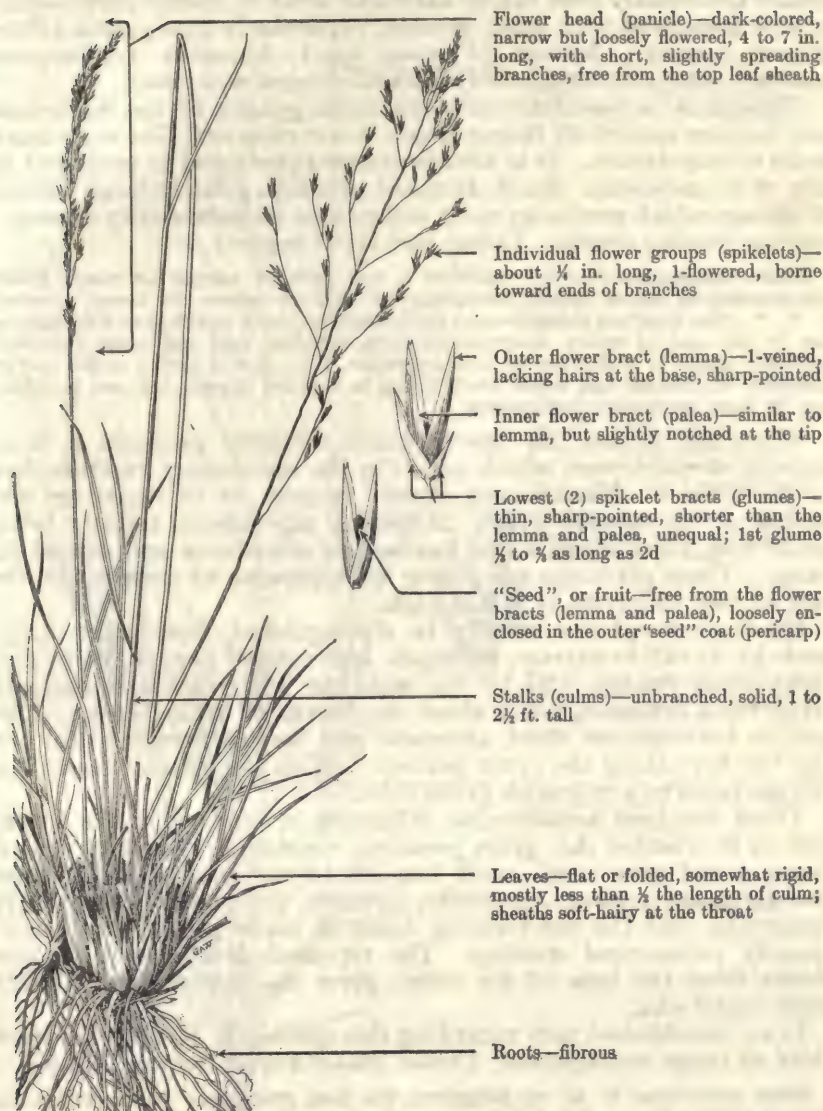 Flower head (panicle)—dark-colored,
narrow but loosely flowered, 4 to 7 in.
long, with short, slightly spreading
branches, free from the top leaf sheath
Individual flower groups (spikelets)—
about ¼ in. long, 1-flowered, borne
toward ends of branches
Outer flower bract (lemma)—1-veined,
lacking hairs at the base, sharp-pointed
Inner flower bract (palea)—similar to
lemma, but slightly notched at the tip
Lowest (2) spikelet bracts (glumes)—
thin, sharp-pointed, shorter than the
lemma and palea, unequal; 1st glume
to as long as 2d
"Seed", or fruit—free from the flower
bracts (lemma and palea), loosely en-
closed in the outer "seed" coat (pericarp)
Stalks (culms)—unbranched, solid, 1 to
2½ ft. tall
Leaves—flat or folded, somewhat rigid,
mostly less than ½ the length of culm;
sheaths soft-hairy at the throat
Roots—fibrous